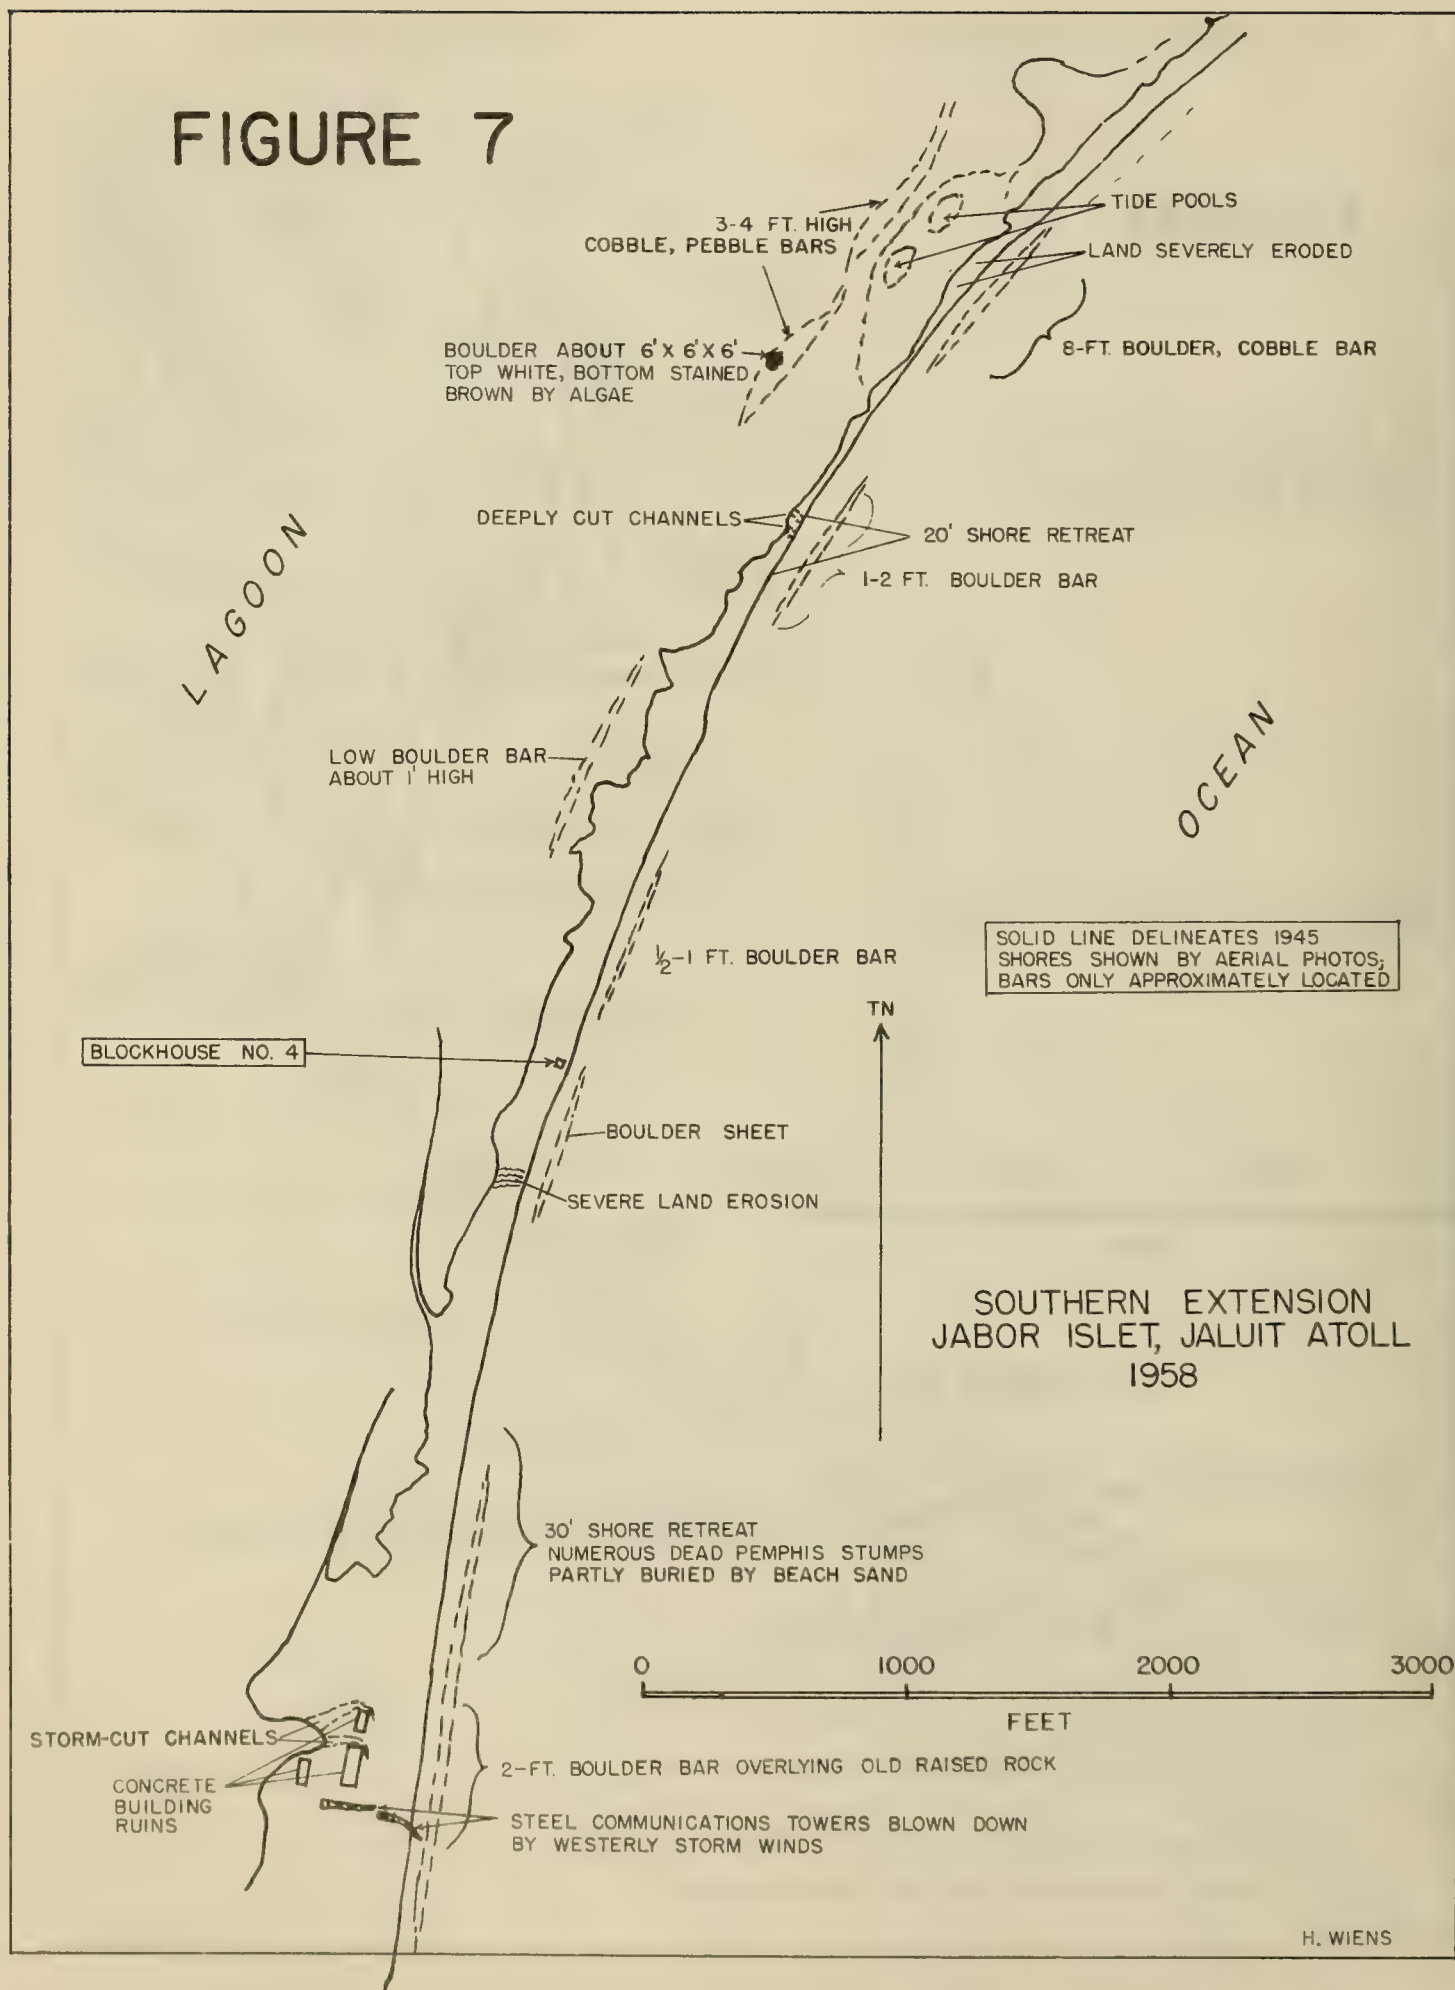 FIGURE 7
3-4 FT. HIGH
COBBLE, PEBBLE BARS
TIDE POOLS
LAND SEVERELY ERODED
BOULDER ABOUT 6' X 6' X 6'
TOP WHITE, BOTTOM STAINED
BROWN BY ALGAE
8-FT. BOULDER, COBBLE BAR
DEEPLY CUT CHANNELS
20' SHORE RETREAT
1-2 FT. BOULDER BAR
LAGOON
OCEAN
LOW BOULDER BAR
ABOUT 1' HIGH
½-1 FT. BOULDER BAR
SOLID LINE DELINEATES 1945
SHORES SHOWN BY AERIAL PHOTOS;
BARS ONLY APPROXIMATELY LOCATED
TN
BLOCKHOUSE NO. 4
BOULDER SHEET
SEVERE LAND EROSION
SOUTHERN EXTENSION
JABOR ISLET, JALUIT ATOLL
1958
30' SHORE RETREAT
NUMEROUS DEAD PEMPHIS STUMPS
PARTLY BURIED BY BEACH SAND
0 1000 2000 3000
FEET
STORM-CUT CHANNELS
2-FT. BOULDER BAR OVERLYING OLD RAISED ROCK
CONCRETE
BUILDING
RUINS
STEEL COMMUNICATIONS TOWERS BLOWN DOWN
BY WESTERLY STORM WINDS
H. WIENS